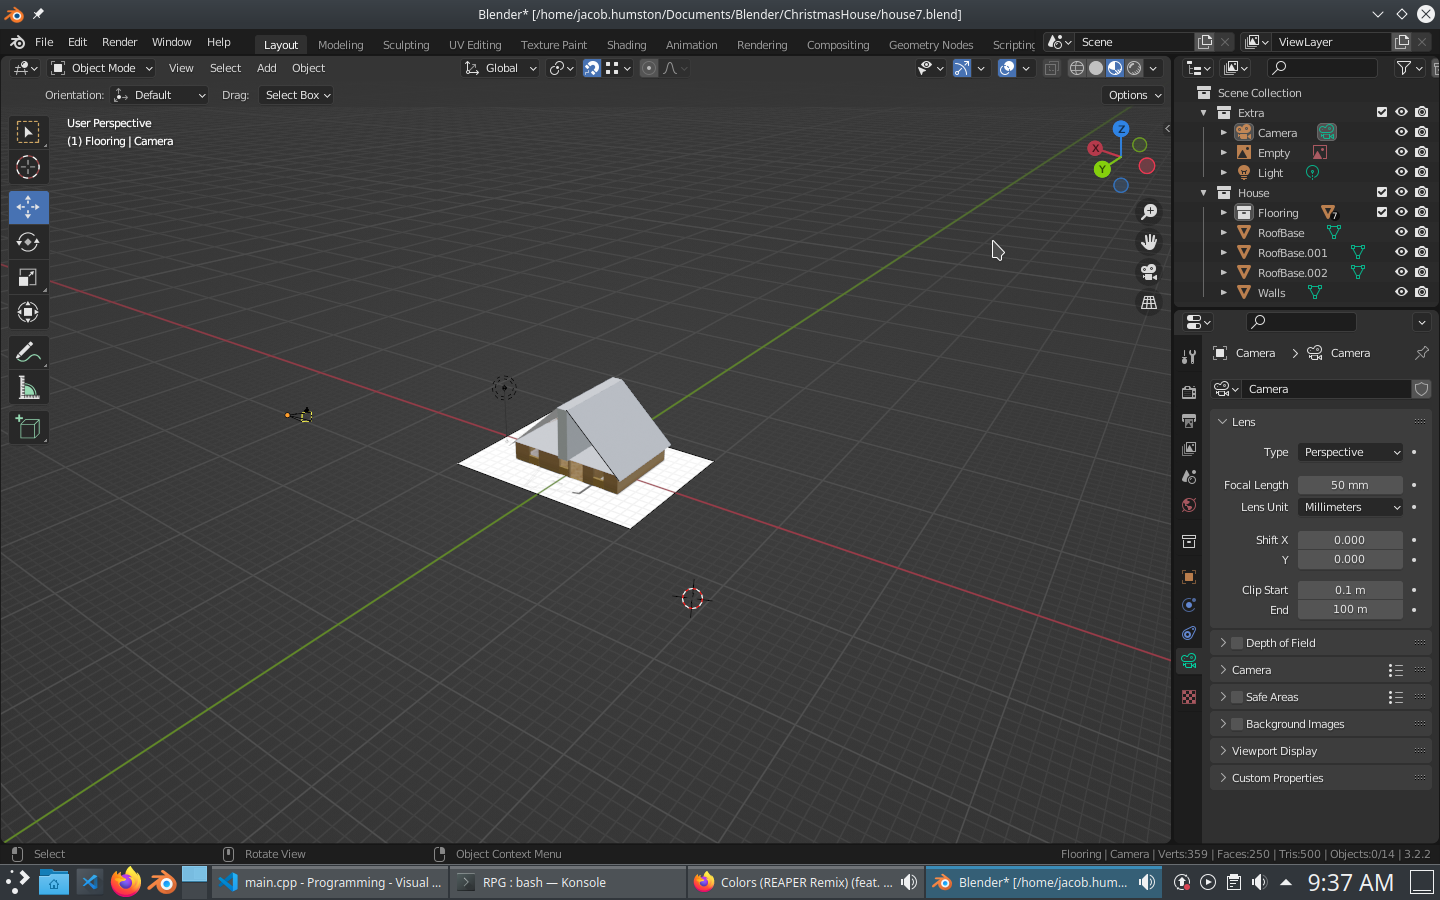 Blender* [/home/jacob.humston/Documents/Blender/ChristmasHouse/house7.blend]
File Edit Render Window Help Layout Modeling Sculpting UV Editing Texture Paint Shading Animation Rendering Compositing Geometry Nodes Scripting Scene ViewLayer
Object Mode View Select Add Object Global
Orientation: Default Drag: Select Box Options
User Perspective
(1) Flooring | Camera
Z
X
Y
Scene Collection
Extra
Camera
Empty
Light
House
Flooring 7
RoofBase
RoofBase.001
RoofBase.002
Walls
Camera > Camera
Camera
Lens
Type Perspective
Focal Length 50 mm
Lens Unit Millimeters
Shift X 0.000
Y 0.000
Clip Start 0.1 m
End 100 m
Depth of Field
Camera
Safe Areas
Background Images
Viewport Display
Custom Properties
Select Rotate View Object Context Menu Flooring | Camera | Verts:359 | Faces:250 | Tris:500 | Objects:0/14 | 3.2.2
main.cpp - Programming - Visual ... RPG : bash — Konsole Colors (REAPER Remix) (feat. ... Blender* [/home/jacob.hum... 9:37 AM